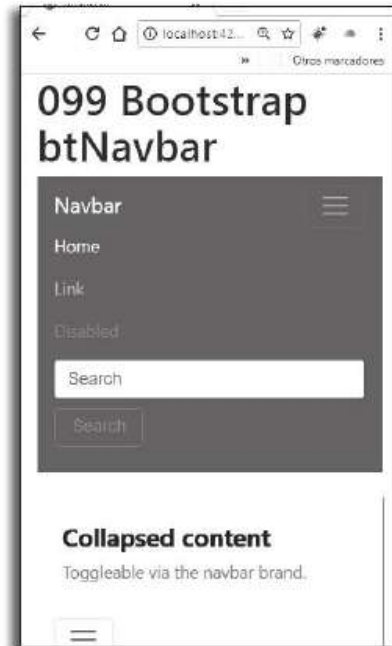 localhost:42...
» Otros marcadores
099 Bootstrap
btNavbar
Navbar
Home
Link
Disabled
Search
Search
Collapsed content
Toggleable via the navbar brand.